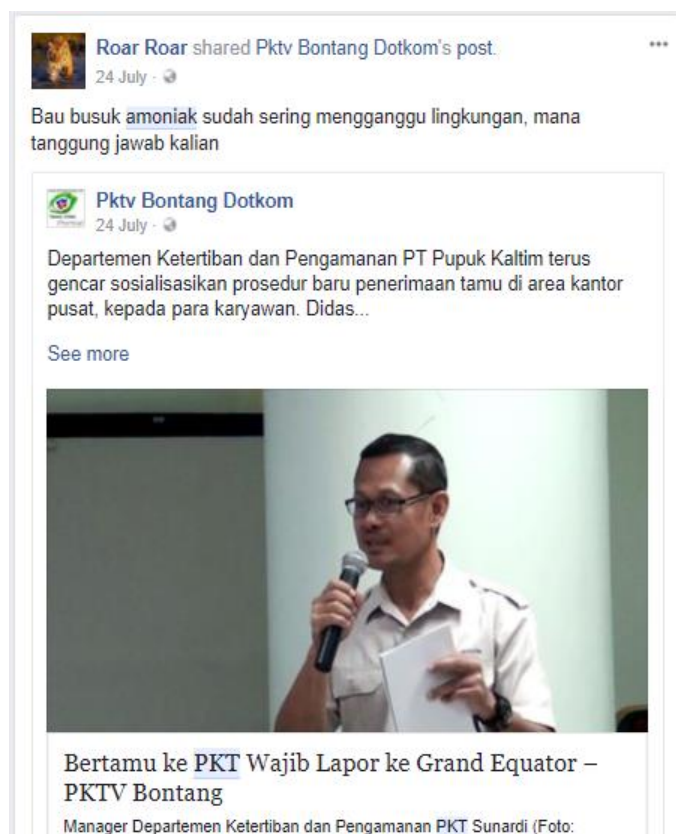 Roar Roar shared Pktv Bontang Dotkom's post.
24 July ·
Bau busuk amoniak sudah sering mengganggu lingkungan, mana
tanggung jawab kalian
Pktv Bontang Dotkom
24 July ·
Departemen Ketertiban dan Pengamanan PT Pupuk Kaltim terus
gencar sosialisasikan prosedur baru penerimaan tamu di area kantor
pusat, kepada para karyawan. Didas...
See more
Bertamu ke PKT Wajib Lapor ke Grand Equator –
PKTV Bontang
Manager Departemen Ketertiban dan Pengamanan PKT Sunardi (Foto: